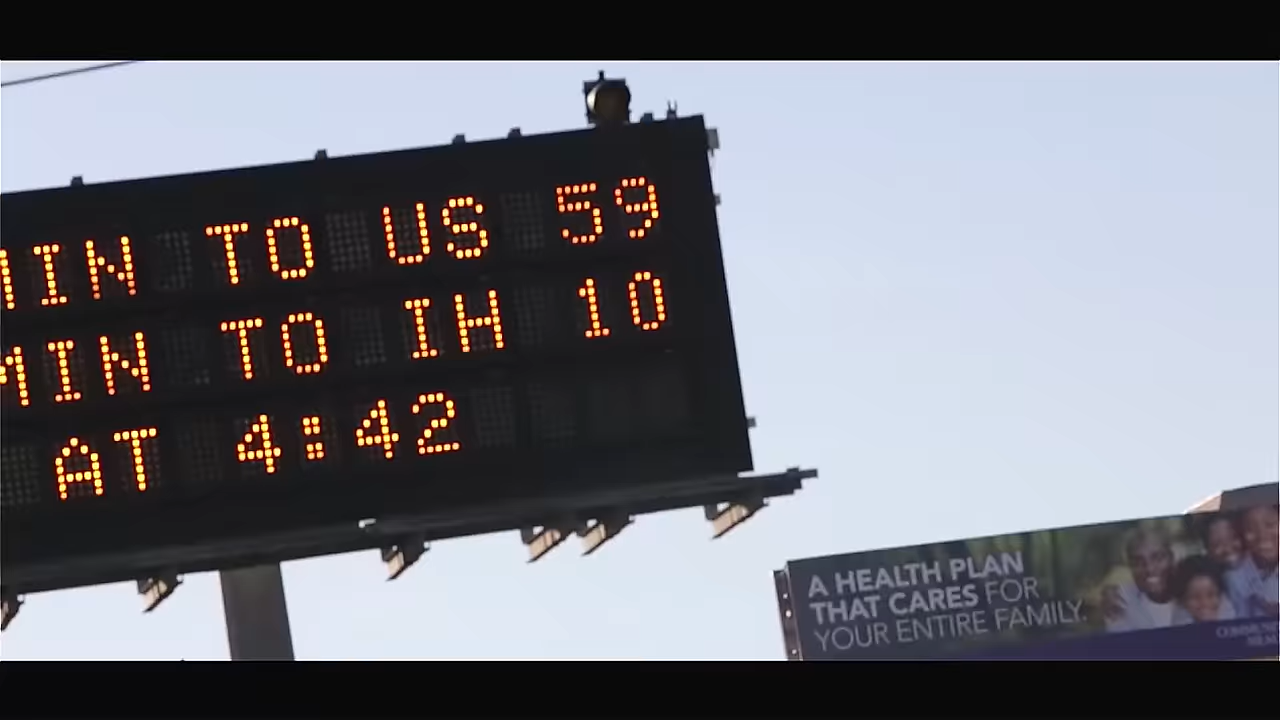 MIN TO US 59
MIN TO IH 10
AT 4:42
A HEALTH PLAN
THAT CARES FOR
YOUR ENTIRE FAMILY.